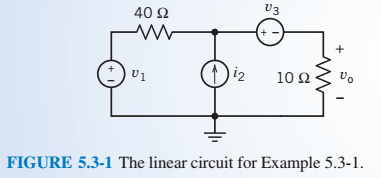 40 Ω
v3
+ -
+
-
v1
i2
10 Ω
+
vo
-
FIGURE 5.3-1 The linear circuit for Example 5.3-1.